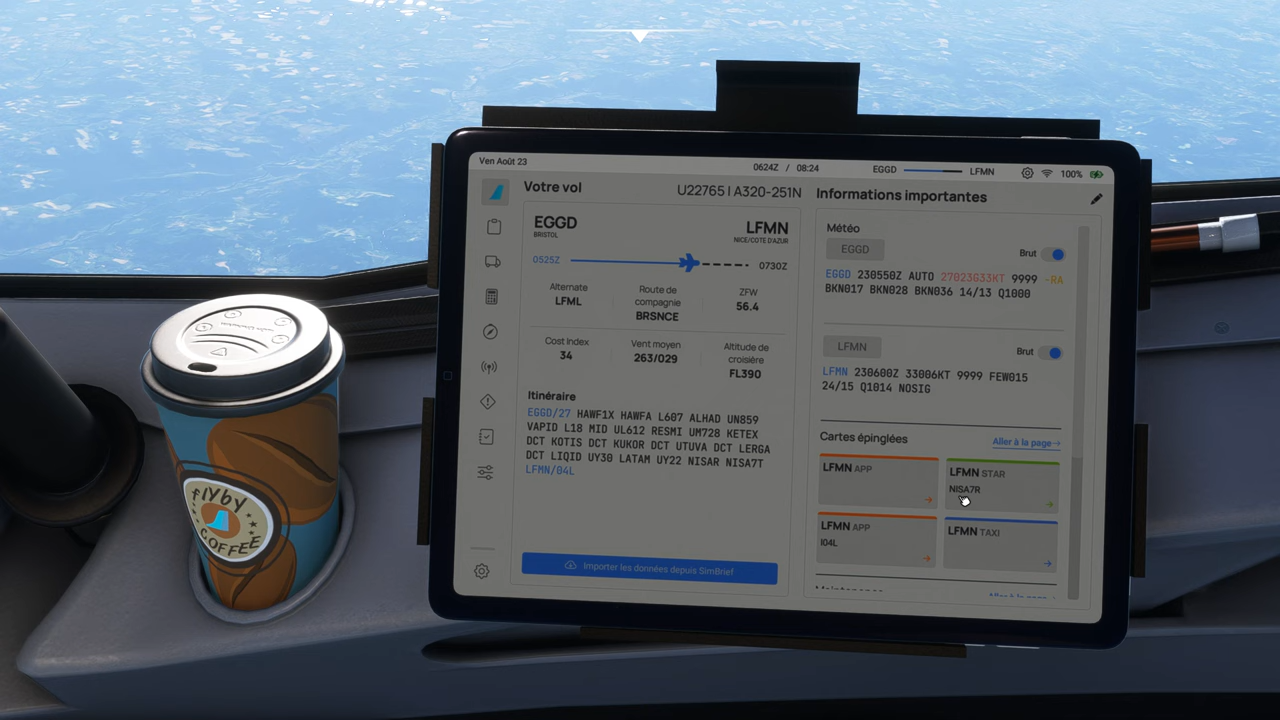 Ven Août 23
0624Z / 08:24
EGGD
LFMN
100%
Votre vol
U22765 | A320-251N
EGGD
BRISTOL
LFMN
NICE/COTE D'AZUR
0525Z
0730Z
Alternate
LFML
Route de
compagnie
BRSNCE
ZFW
56.4
Cost Index
34
Vent moyen
263/029
Altitude de
croisière
FL390
Itinéraire
EGGD/27 HAWF1X HAWFA L607 ALHAD UN859
VAPID L18 MID UL612 RESMI UM728 KETEX
DCT KOTIS DCT KUKOR DCT UTUVA DCT LERGA
DCT LIQID UY30 LATAM UY22 NISAR NISA7T
LFMN/04L
Importer les données depuis SimBrief
Informations importantes
Météo
EGGD
Brut
EGGD 230550Z AUTO 27023G33KT 9999 -RA
BKN017 BKN028 BKN036 14/13 Q1000
LFMN
Brut
LFMN 230600Z 33006KT 9999 FEW015
24/15 Q1014 NOSIG
Cartes épinglées
Aller à la page
LFMN APP
LFMN STAR
NISA7R
LFMN APP
I04L
LFMN TAXI
flyby
COFFEE